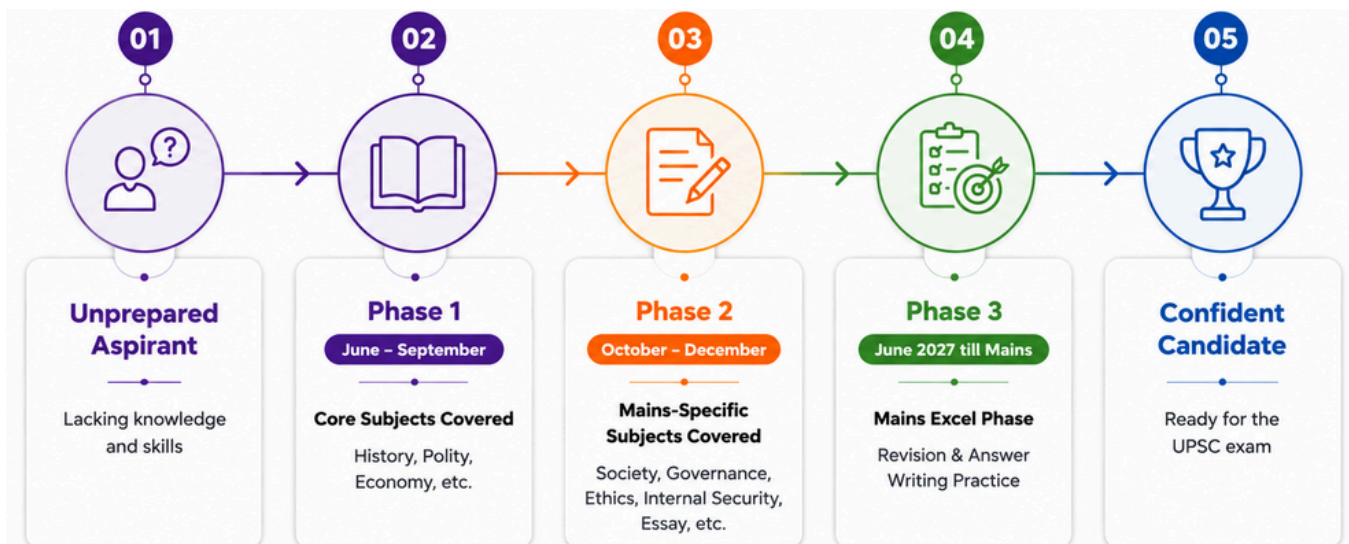 01
02
03
04
05
?
Unprepared
Aspirant
Lacking knowledge
and skills
Phase 1
June – September
Core Subjects Covered
History, Polity,
Economy, etc.
Phase 2
October – December
Mains-Specific
Subjects Covered
Society, Governance,
Ethics, Internal Security,
Essay, etc.
Phase 3
June 2027 till Mains
Mains Excel Phase
Revision & Answer
Writing Practice
Confident
Candidate
Ready for the
UPSC exam